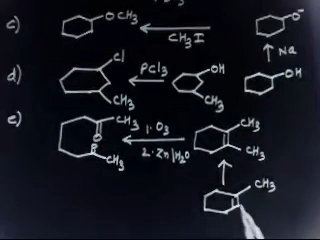 c) OCH3 CH3I O-
Na
d) Cl PCl3 OH OH
CH3 CH3
e) CH3 1. O3 CH3
O
CH3 2. Zn/H2O CH3
CH3